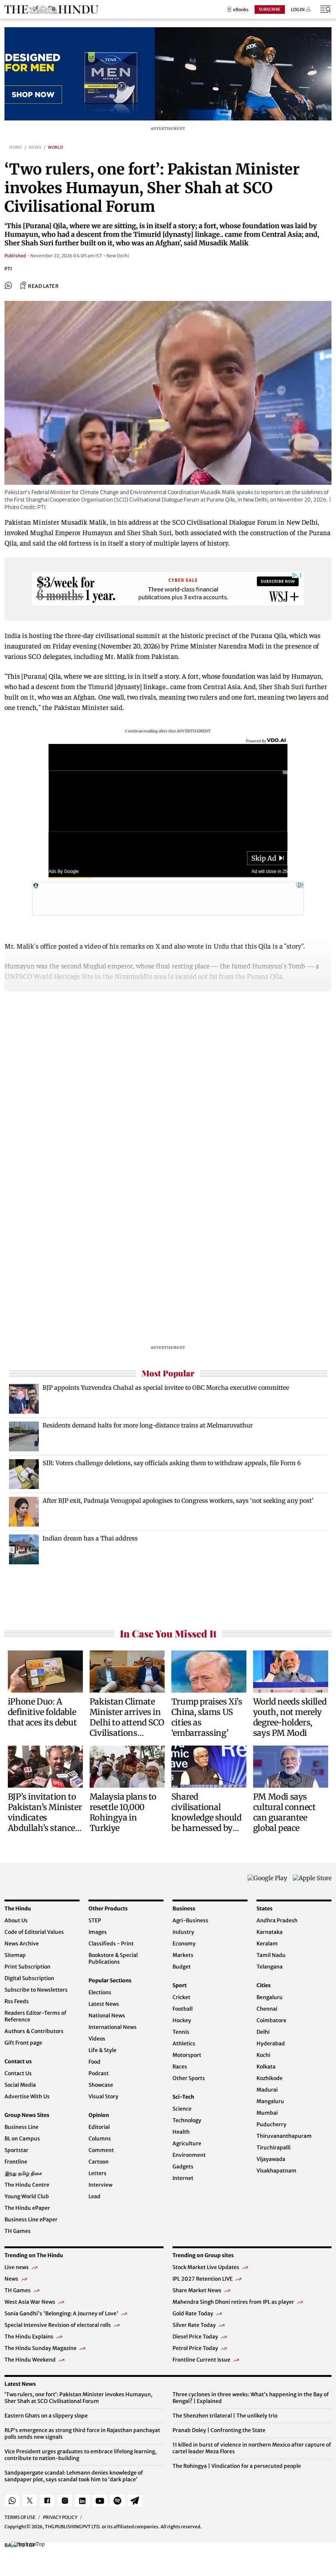 THE HINDU
eBooks
SUBSCRIBE
LOGIN
DESIGNED
FOR MEN
SHOP NOW
MEN
ADVERTISEMENT
HOME / NEWS / WORLD
‘Two rulers, one fort’: Pakistan Minister
invokes Humayun, Sher Shah at SCO
Civilisational Forum
‘This [Purana] Qila, where we are sitting, is in itself a story; a fort, whose foundation was laid by
Humayun, who had a descent from the Timurid [dynasty] linkage.. came from Central Asia; and,
Sher Shah Suri further built on it, who was an Afghan’, said Musadik Malik
Published - November 22, 2026 04:05 am IST - New Delhi
PTI
READ LATER
Pakistan's Federal Minister for Climate Change and Environmental Coordination Musadik Malik speaks to reporters on the sidelines of
the First Shanghai Cooperation Organisation (SCO) Civilisational Dialogue Forum at Purana Qila, in New Delhi, on November 20, 2026. |
Photo Credit: PTI
Pakistan Minister Musadik Malik, in his address at the SCO Civilisational Dialogue Forum in New Delhi,
invoked Mughal Emperor Humayun and Sher Shah Suri, both associated with the construction of the Purana
Qila, and said the old fortress is in itself a story of multiple layers of history.
$3/week for
6 months 1 year.
CYBER SALE
Three world-class financial
publications plus 3 extra accounts.
SUBSCRIBE NOW
WSJ+
India is hosting the three-day civilisational summit at the historic precinct of the Purana Qila, which was
inaugurated on Friday evening (November 20, 2026) by Prime Minister Narendra Modi in the presence of
various SCO delegates, including Mr. Malik from Pakistan.
"This [Purana] Qila, where we are sitting, is in itself a story. A fort, whose foundation was laid by Humayun,
who had a descent from the Timurid [dynasty] linkage.. came from Central Asia. And, Sher Shah Suri further
built on it, who was an Afghan. One wall, two rivals, meaning two rulers and one fort, meaning two layers and
one trench," the Pakistan Minister said.
Continue reading after this ADVERTISEMENT
Powered By VDO.AI
Skip Ad
Ads By Google
Ad will close in 25
Mr. Malik's office posted a video of his remarks on X and also wrote in Urdu that this Qila is a "story".
Humayun was the second Mughal emperor, whose final resting place — the famed Humayun's Tomb — a
UNESCO World Heritage Site in the Nizamuddin area is located not far from the Purana Qila.
ADVERTISEMENT
Most Popular
BJP appoints Yuzvendra Chahal as special invitee to OBC Morcha executive committee
Residents demand halts for more long-distance trains at Melmaruvathur
SIR: Voters challenge deletions, say officials asking them to withdraw appeals, file Form 6
After BJP exit, Padmaja Venugopal apologises to Congress workers, says ‘not seeking any post’
Indian dream has a Thai address
In Case You Missed It
iPhone Duo: A
definitive foldable
that aces its debut
Pakistan Climate
Minister arrives in
Delhi to attend SCO
Civilisations...
Trump praises Xi’s
China, slams US
cities as
‘embarrassing’
World needs skilled
youth, not merely
degree-holders,
says PM Modi
BJP’s invitation to
Pakistan’s Minister
vindicates
Abdullah’s stance...
Malaysia plans to
resettle 10,000
Rohingya in
Turkiye
Shared
civilisational
knowledge should
be harnessed by...
PM Modi says
cultural connect
can guarantee
global peace
Google Play
Apple Store
The Hindu
About Us
Code of Editorial Values
News Archive
Sitemap
Print Subscription
Digital Subscription
Subscribe to Newsletters
Rss Feeds
Readers Editor-Terms of
Reference
Authors & Contributors
Gift Front page
Contact us
Contact Us
Social Media
Advertise With Us
Group News Sites
Business Line
BL on Campus
Sportstar
Frontline
இந்து தமிழ் திசை
The Hindu Centre
Young World Club
The Hindu ePaper
Business Line ePaper
TH Games
Other Products
STEP
Images
Classifieds - Print
Bookstore & Special
Publications
Popular Sections
Elections
Latest News
National News
International News
Videos
Life & Style
Food
Podcast
Showcase
Visual Story
Opinion
Editorial
Columns
Comment
Cartoon
Letters
Interview
Lead
Business
Agri-Business
Industry
Economy
Markets
Budget
Sport
Cricket
Football
Hockey
Tennis
Athletics
Motorsport
Races
Other Sports
Sci-Tech
Science
Technology
Health
Agriculture
Environment
Gadgets
Internet
States
Andhra Pradesh
Karnataka
Keralam
Tamil Nadu
Telangana
Cities
Bengaluru
Chennai
Coimbatore
Delhi
Hyderabad
Kochi
Kolkata
Kozhikode
Madurai
Mangaluru
Mumbai
Puducherry
Thiruvananthapuram
Tiruchirapalli
Vijayawada
Visakhapatnam
Trending on The Hindu
Live news
News
TH Games
West Asia War News
Sonia Gandhi's 'Belonging: A Journey of Love'
Special Intensive Revision of electoral rolls
The Hindu Explains
The Hindu Sunday Magazine
The Hindu Weekend
Trending on Group sites
Stock Market Live Updates
IPL 2027 Retention LIVE
Share Market News
Mahendra Singh Dhoni retires from IPL as player
Gold Rate Today
Silver Rate Today
Diesel Price Today
Petrol Price Today
Frontline Current Issue
Latest News
‘Two rulers, one fort’: Pakistan Minister invokes Humayun,
Sher Shah at SCO Civilisational Forum
Eastern Ghats on a slippery slope
RLP's emergence as strong third force in Rajasthan panchayat
polls sends new signals
Vice President urges graduates to embrace lifelong learning,
contribute to nation-building
Sandpapergate scandal: Lehmann denies knowledge of
sandpaper plot, says scandal took him to ‘dark place’
Three cyclones in three weeks: What's happening in the Bay of
Bengal? | Explained
The Shenzhen trilateral | The unlikely trio
Pranab Doley | Confronting the State
11 killed in burst of violence in northern Mexico after capture of
cartel leader Meza Flores
The Rohingya | Vindication for a persecuted people
TERMS OF USE / PRIVACY POLICY /
Copyright© 2026, THG PUBLISHING PVT LTD. or its affiliated companies. All rights reserved.
BACK TO TOP